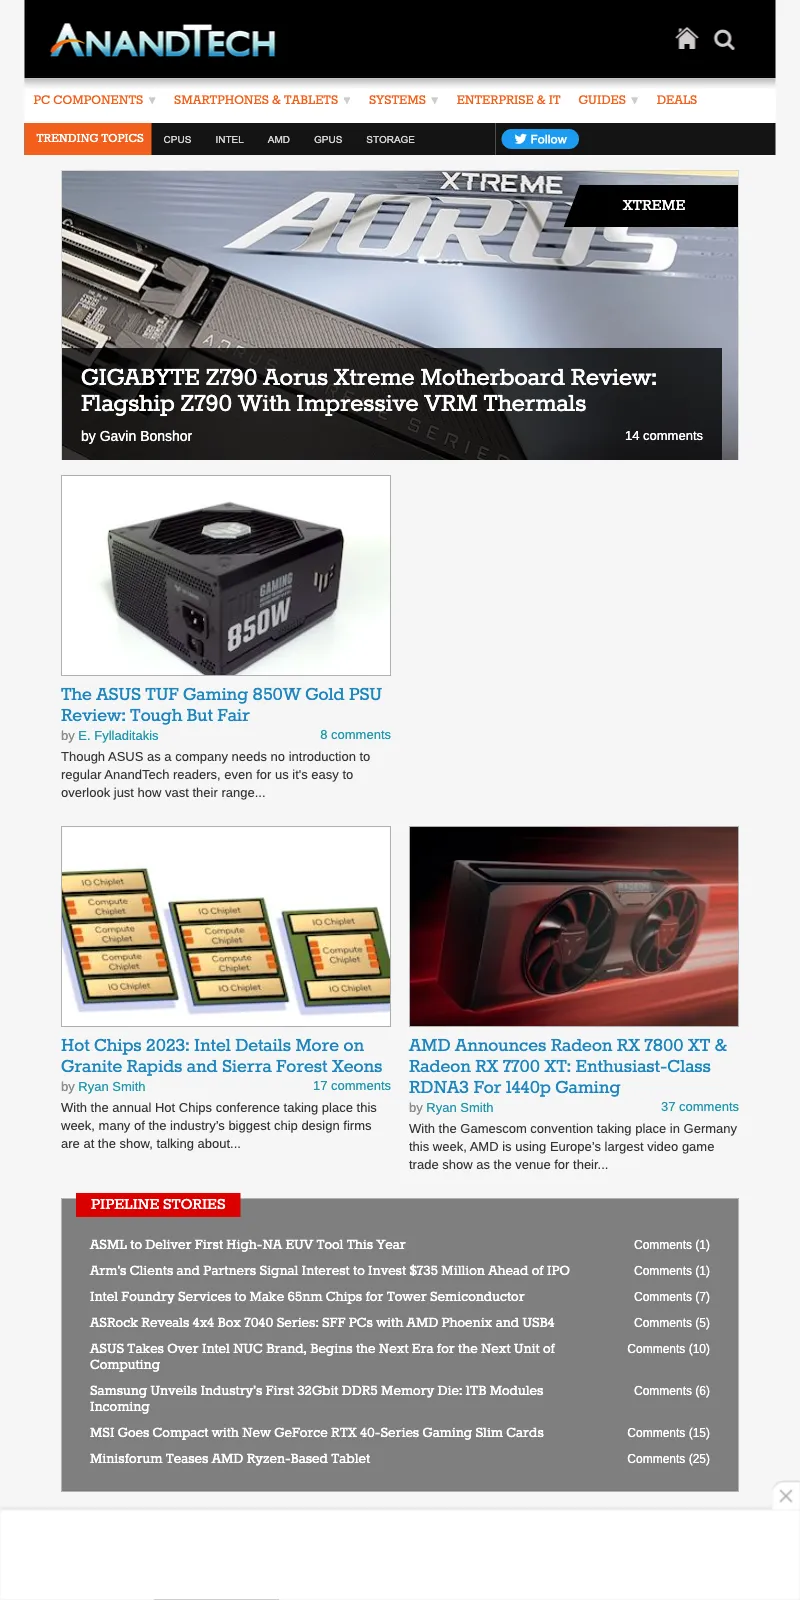 ANANDTECH
PC COMPONENTS ▼ SMARTPHONES & TABLETS ▼ SYSTEMS ▼ ENTERPRISE & IT GUIDES ▼ DEALS
TRENDING TOPICS CPUS INTEL AMD GPUS STORAGE Follow
XTREME
AORUS
XTREME
GIGABYTE Z790 Aorus Xtreme Motherboard Review:
Flagship Z790 With Impressive VRM Thermals
by Gavin Bonshor 14 comments
GAMING
850W
The ASUS TUF Gaming 850W Gold PSU
Review: Tough But Fair
by E. Fylladitakis 8 comments
Though ASUS as a company needs no introduction to
regular AnandTech readers, even for us it's easy to
overlook just how vast their range...
IO Chiplet
Compute
Chiplet
Compute
Chiplet
Compute
Chiplet
IO Chiplet
IO Chiplet
Compute
Chiplet
Compute
Chiplet
IO Chiplet
IO Chiplet
Compute
Chiplet
IO Chiplet
RADEON
Hot Chips 2023: Intel Details More on
Granite Rapids and Sierra Forest Xeons
by Ryan Smith 17 comments
With the annual Hot Chips conference taking place this
week, many of the industry's biggest chip design firms
are at the show, talking about...
AMD Announces Radeon RX 7800 XT &
Radeon RX 7700 XT: Enthusiast-Class
RDNA3 For 1440p Gaming
by Ryan Smith 37 comments
With the Gamescom convention taking place in Germany
this week, AMD is using Europe's largest video game
trade show as the venue for their...
PIPELINE STORIES
ASML to Deliver First High-NA EUV Tool This Year Comments (1)
Arm's Clients and Partners Signal Interest to Invest $735 Million Ahead of IPO Comments (1)
Intel Foundry Services to Make 65nm Chips for Tower Semiconductor Comments (7)
ASRock Reveals 4x4 Box 7040 Series: SFF PCs with AMD Phoenix and USB4 Comments (5)
ASUS Takes Over Intel NUC Brand, Begins the Next Era for the Next Unit of Comments (10)
Computing
Samsung Unveils Industry's First 32Gbit DDR5 Memory Die: 1TB Modules Comments (6)
Incoming
MSI Goes Compact with New GeForce RTX 40-Series Gaming Slim Cards Comments (15)
Minisforum Teases AMD Ryzen-Based Tablet Comments (25)